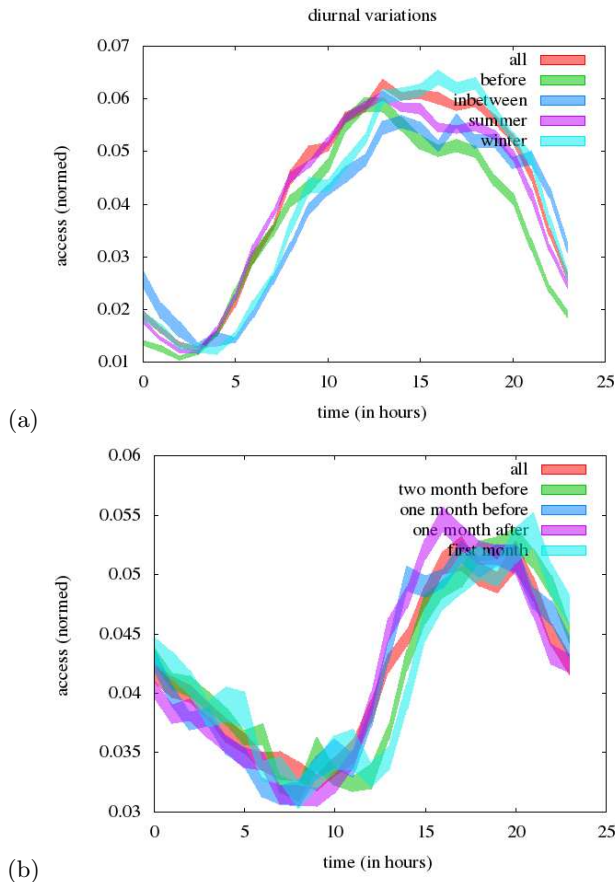 diurnal variations
0.07
0.06
0.05
0.04
0.03
0.02
0.01
access (normed)
all
before
inbetween
summer
winter
0 5 10 15 20 25
time (in hours)
(a)
0.06
0.055
0.05
0.045
0.04
0.035
0.03
access (normed)
all
two month before
one month before
one month after
first month
0 5 10 15 20 25
time (in hours)
(b)